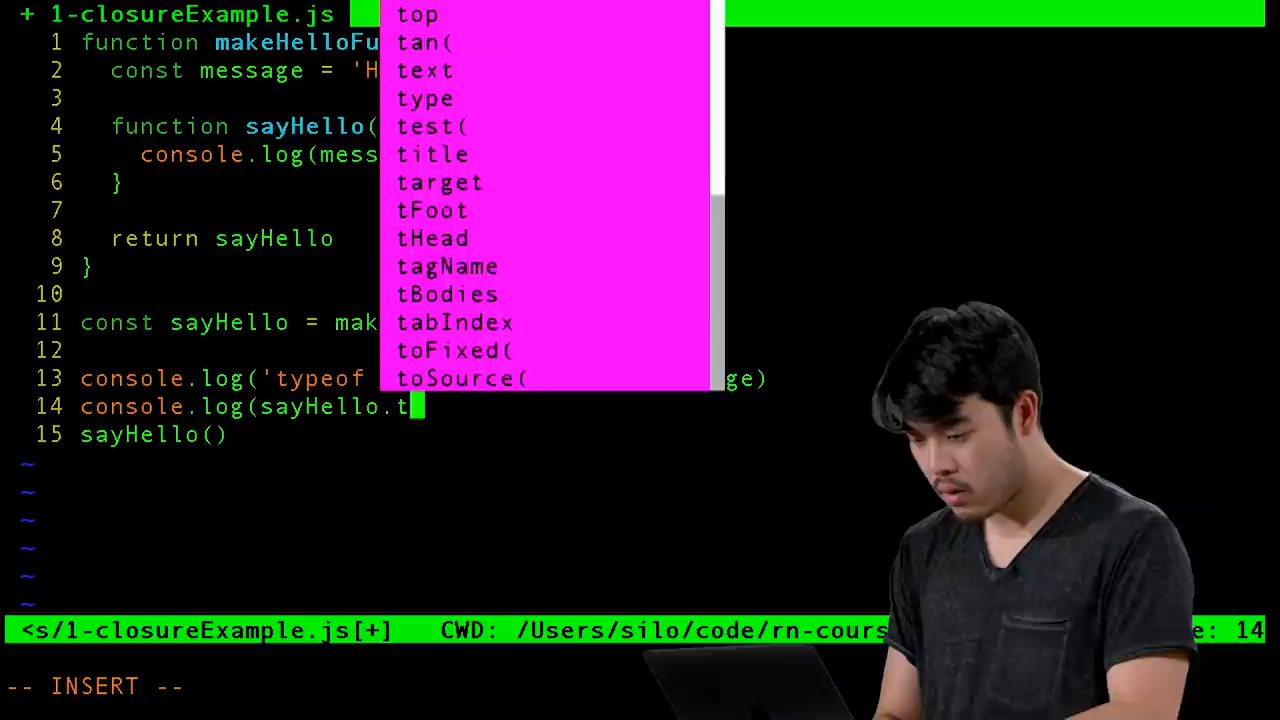 + 1-closureExample.js
1 function makeHelloFu
2 const message = 'H
3
4 function sayHello(
5 console.log(mess
6 }
7
8 return sayHello
9 }
10
11 const sayHello = mak
12
13 console.log('typeof ge)
14 console.log(sayHello.t
15 sayHello()
top
tan(
text
type
test(
title
target
tFoot
tHead
tagName
tBodies
tabIndex
toFixed(
toSource(
~
~
~
~
~
~
<s/1-closureExample.js[+] CWD: /Users/silo/code/rn-cours e: 14
-- INSERT --